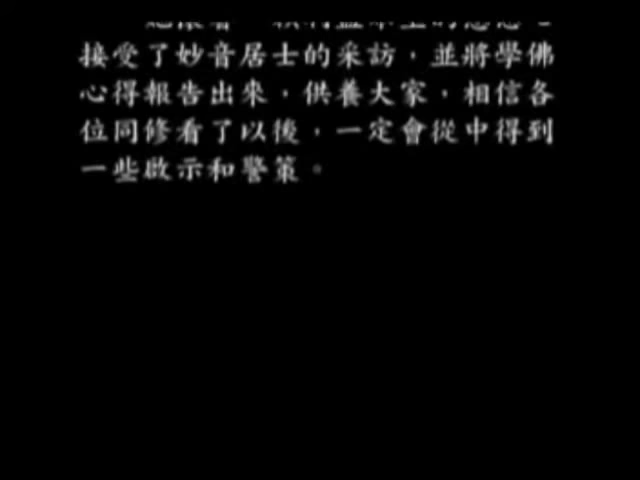 接受了妙音居士的采訪，並將學佛
心得報告出來，供養大家，相信各
位同修看了以後，一定會從中得到
一些啟示和警策。